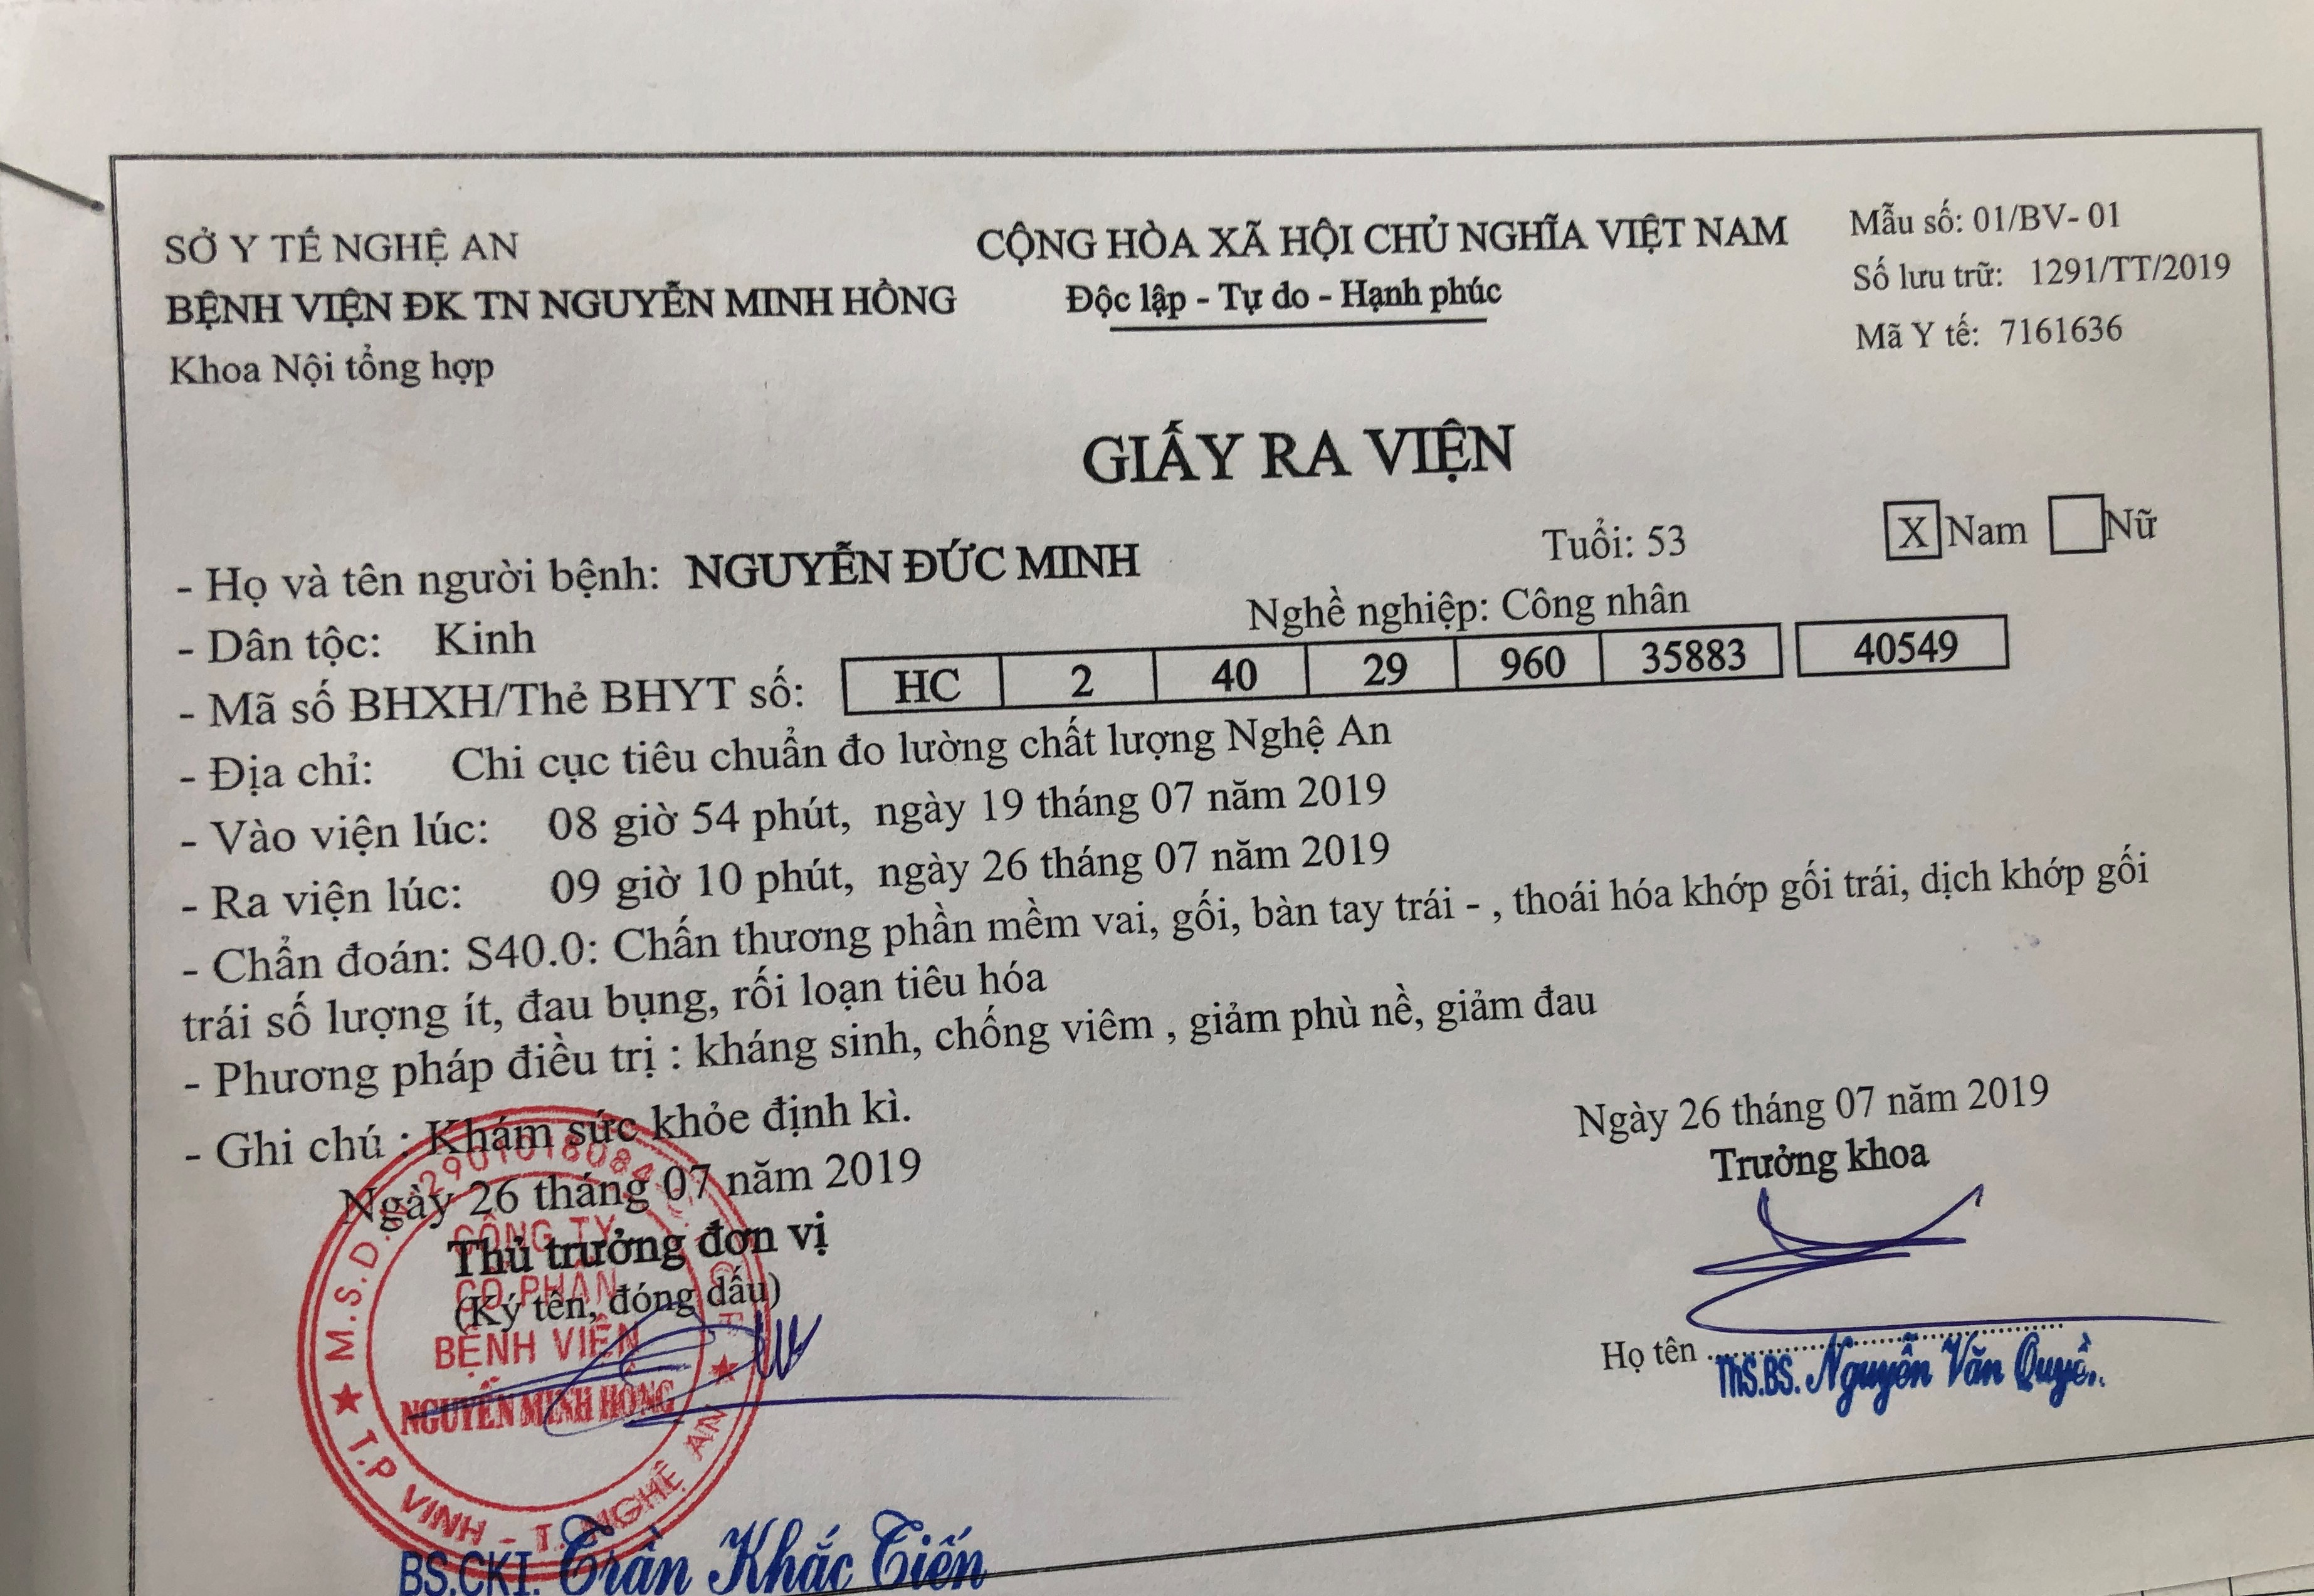 SỞ Y TẾ NGHỆ AN
BỆNH VIỆN ĐK TN NGUYỄN MINH HỒNG
Khoa Nội tổng hợp
CỘNG HÒA XÃ HỘI CHỦ NGHĨA VIỆT NAM
Độc lập - Tự do - Hạnh phúc
Mẫu số: 01/BV- 01
Số lưu trữ: 1291/TT/2019
Mã Y tế: 7161636
GIẤY RA VIỆN
- Họ và tên người bệnh: NGUYỄN ĐỨC MINH Tuổi: 53 X Nam Nữ
- Dân tộc: Kinh Nghề nghiệp: Công nhân
- Mã số BHXH/Thẻ BHYT số: HC 2 40 29 960 35883 40549
- Địa chỉ: Chi cục tiêu chuẩn đo lường chất lượng Nghệ An
- Vào viện lúc: 08 giờ 54 phút, ngày 19 tháng 07 năm 2019
- Ra viện lúc: 09 giờ 10 phút, ngày 26 tháng 07 năm 2019
- Chẩn đoán: S40.0: Chấn thương phần mềm vai, gối, bàn tay trái - , thoái hóa khớp gối trái, dịch khớp gối
trái số lượng ít, đau bụng, rối loạn tiêu hóa
- Phương pháp điều trị : kháng sinh, chống viêm , giảm phù nề, giảm đau
- Ghi chú : Khám sức khỏe định kì.
Ngày 26 tháng 07 năm 2019
Thủ trưởng đơn vị
(Ký tên, đóng dấu)
M.S.D.N: 2901018084
CÔNG TY
CỔ PHẦN
BỆNH VIỆN
NGUYỄN MINH HỒNG
T.P VINH - T. NGHỆ AN
BS.CKI. Trần Khắc Tiến
Ngày 26 tháng 07 năm 2019
Trưởng khoa
Họ tên
ThS.BS. Nguyễn Văn